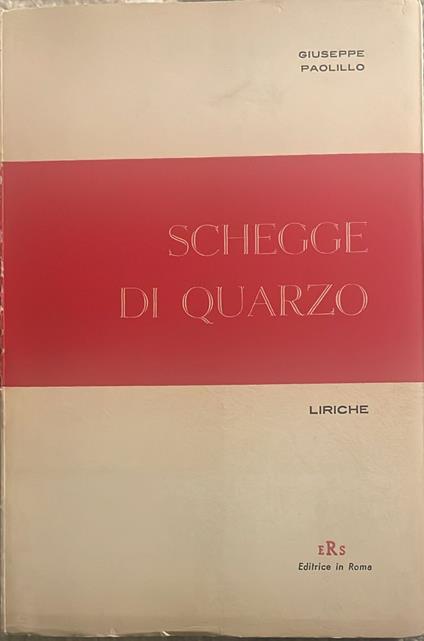 GIUSEPPE
PAOLILLO
SCHEGGE
DI QUARZO
LIRICHE
ERS
Editrice in Roma